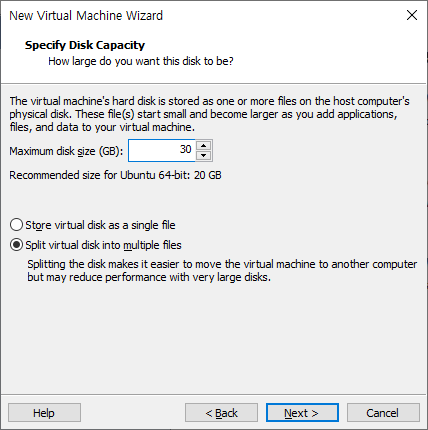 New Virtual Machine Wizard
Specify Disk Capacity
How large do you want this disk to be?
The virtual machine's hard disk is stored as one or more files on the host computer's
physical disk. These file(s) start small and become larger as you add applications,
files, and data to your virtual machine.
Maximum disk size (GB): 30
Recommended size for Ubuntu 64-bit: 20 GB
Store virtual disk as a single file
Split virtual disk into multiple files
Splitting the disk makes it easier to move the virtual machine to another computer
but may reduce performance with very large disks.
Help < Back Next > Cancel